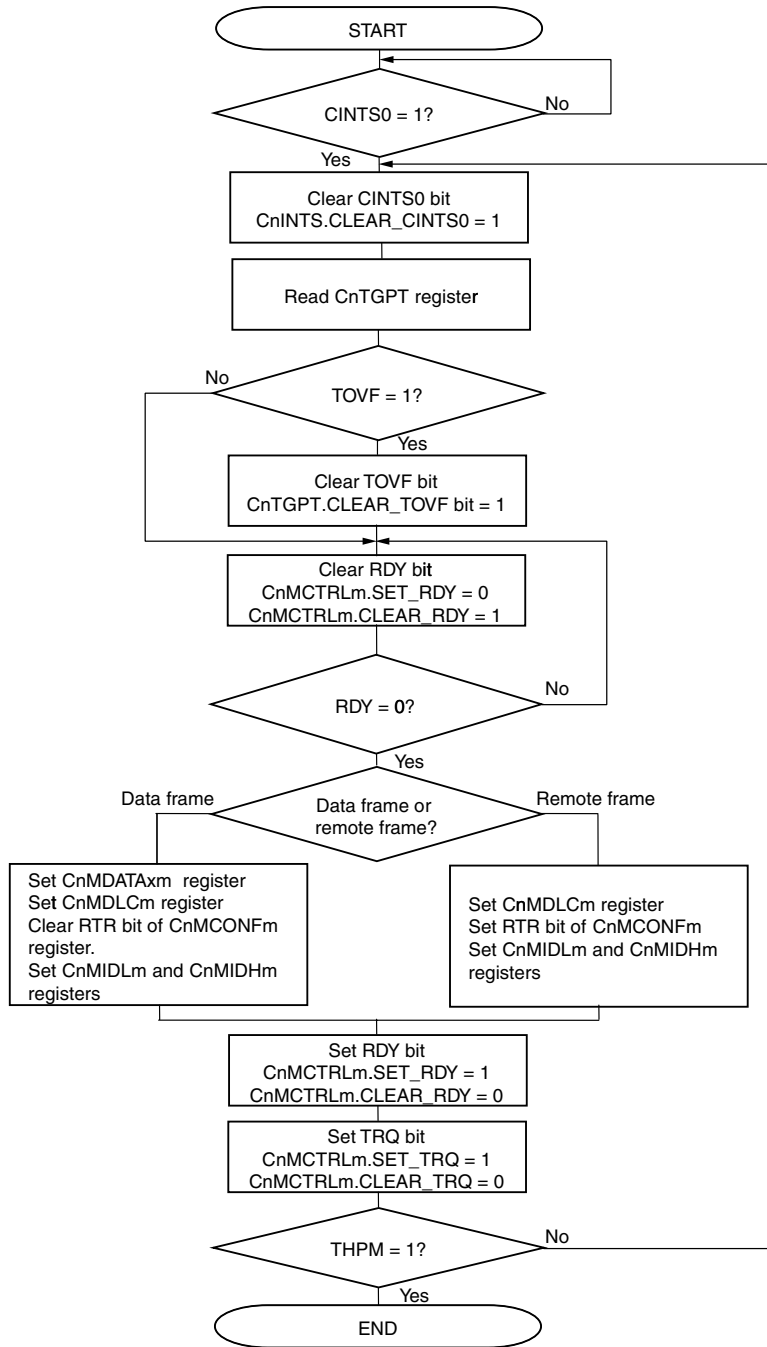 START
CINTS0 = 1?
No
Yes
Clear CINTS0 bit
CnINTS.CLEAR_CINTS0 = 1
Read CnTGPT register
No
TOVF = 1?
Yes
Clear TOVF bit
CnTGPT.CLEAR_TOVF bit = 1
Clear RDY bit
CnMCTRLm.SET_RDY = 0
CnMCTRLm.CLEAR_RDY = 1
No
RDY = 0?
Yes
Data frame
Data frame or
remote frame?
Remote frame
Set CnMDATAxm register
Set CnMDLCm register
Clear RTR bit of CnMCONFm
register.
Set CnMIDLm and CnMIDHm
registers
Set CnMDLCm register
Set RTR bit of CnMCONFm
Set CnMIDLm and CnMIDHm
registers
Set RDY bit
CnMCTRLm.SET_RDY = 1
CnMCTRLm.CLEAR_RDY = 0
Set TRQ bit
CnMCTRLm.SET_TRQ = 1
CnMCTRLm.CLEAR_TRQ = 0
THPM = 1?
No
Yes
END